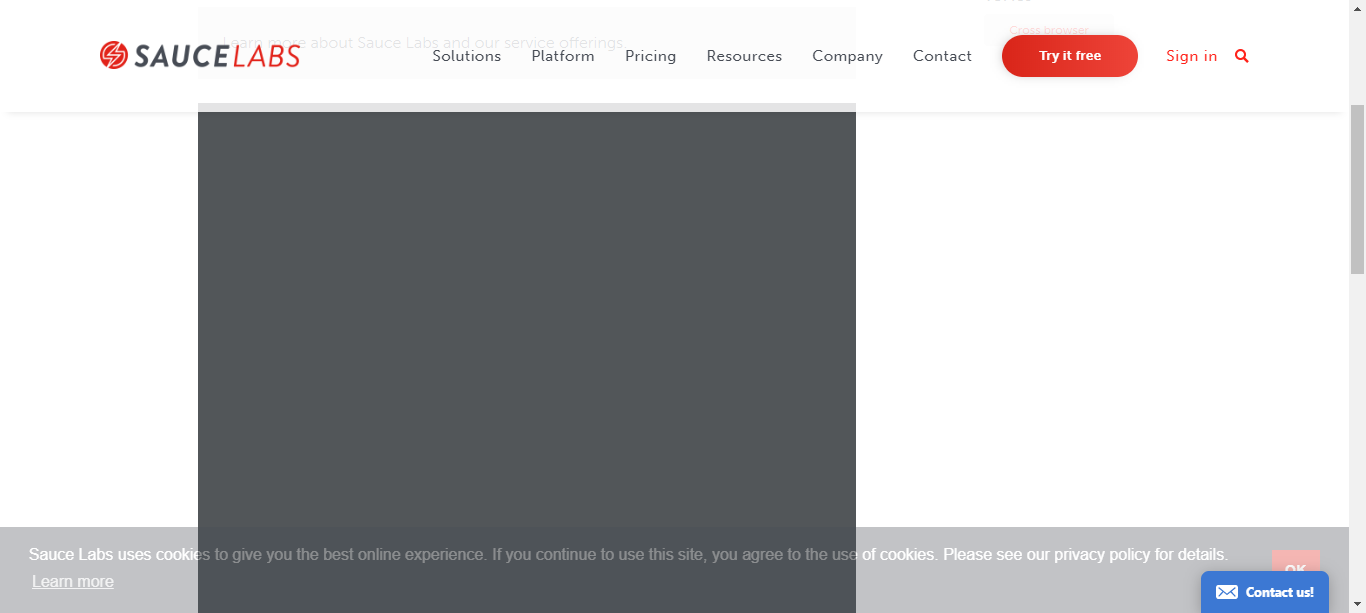 Learn more about Sauce Labs and our service offerings.
Cross browser
SAUCE LABS
Solutions
Platform
Pricing
Resources
Company
Contact
Try it free
Sign in
Sauce Labs uses cookies to give you the best online experience. If you continue to use this site, you agree to the use of cookies. Please see our privacy policy for details.
Learn more
OK
Contact us!